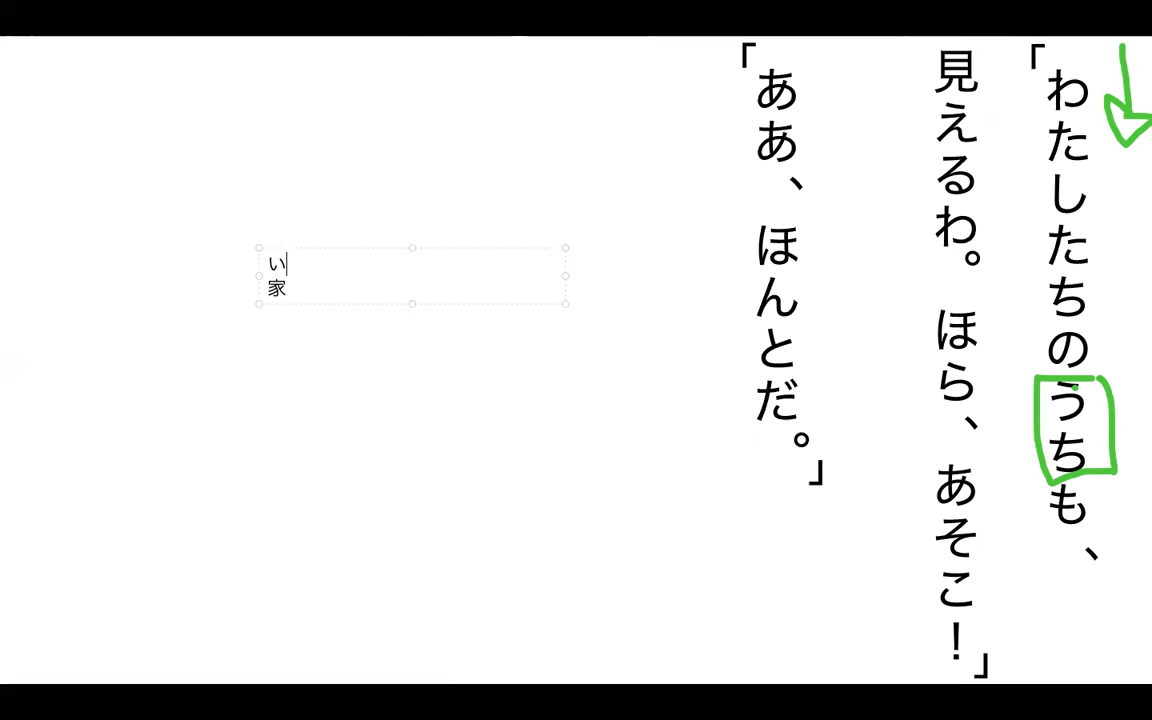 「わたしたちのうちも、
見えるわ。ほら、あそこ！」
「ああ、ほんとだ。」
い
家